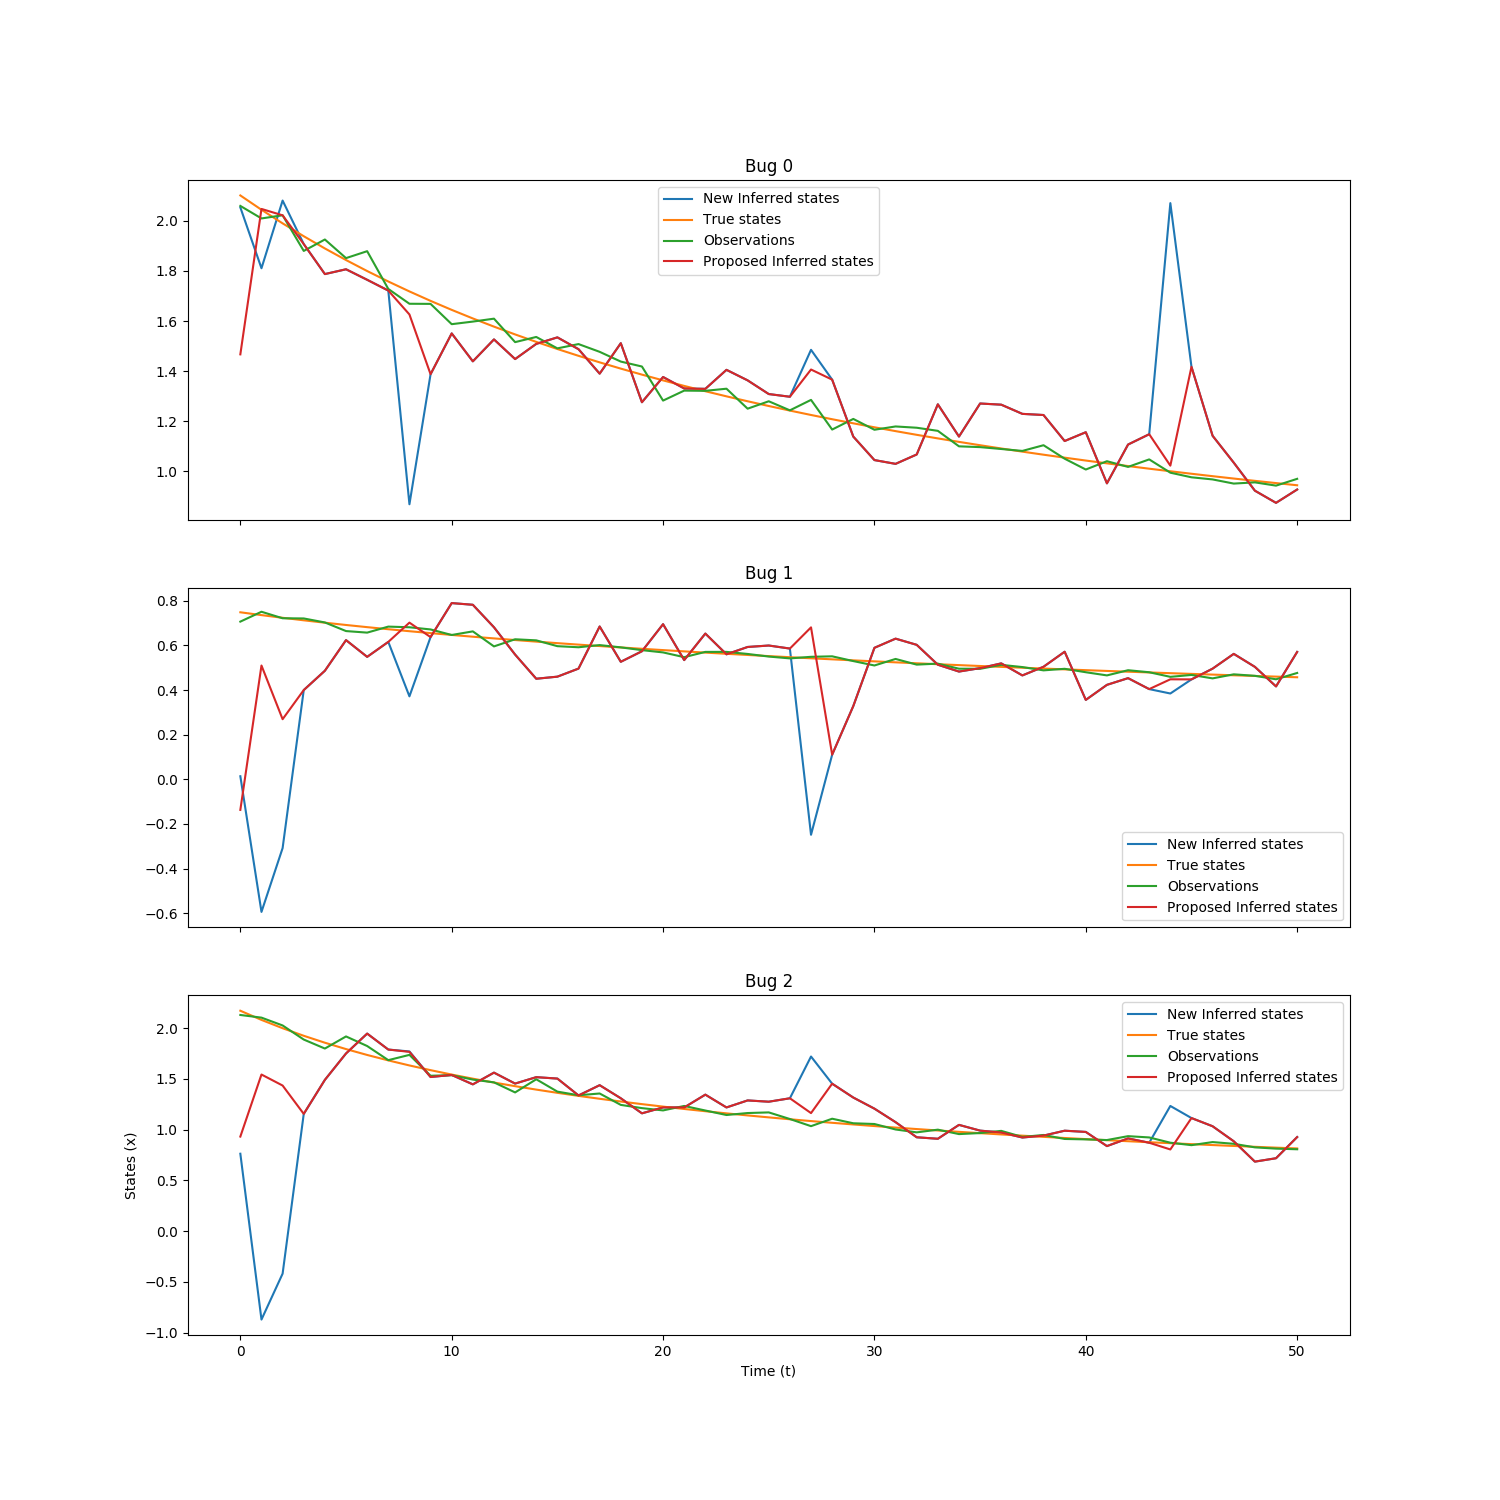 Bug 0
New Inferred states
True states
Observations
Proposed Inferred states
2.0
1.8
1.6
1.4
1.2
1.0
Bug 1
0.8
0.6
0.4
0.2
0.0
−0.2
−0.4
−0.6
New Inferred states
True states
Observations
Proposed Inferred states
Bug 2
New Inferred states
True states
Observations
Proposed Inferred states
2.0
1.5
1.0
0.5
0.0
−0.5
−1.0
States (x)
0 10 20 30 40 50
Time (t)